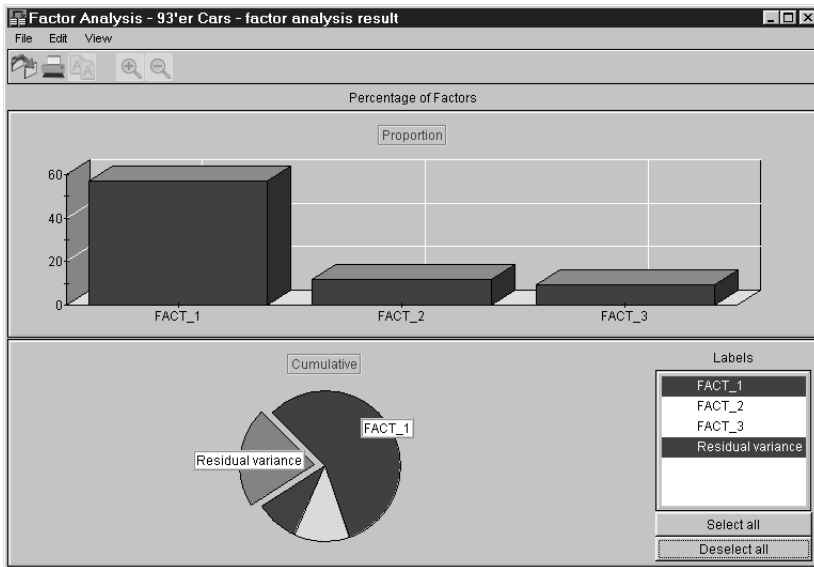 Factor Analysis - 93'er Cars - factor analysis result
File Edit View
Percentage of Factors
Proportion
60
40
20
0
FACT_1 FACT_2 FACT_3
Cumulative
FACT_1
Residual variance
Labels
FACT_1
FACT_2
FACT_3
Residual variance
Select all
Deselect all